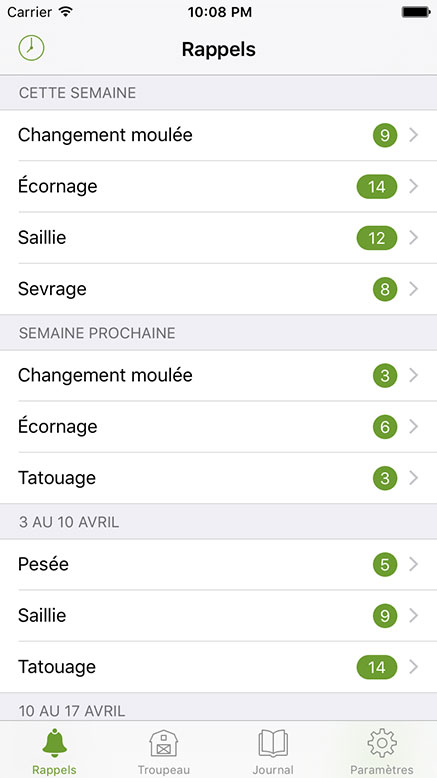 Carrier 10:08 PM
Rappels
CETTE SEMAINE
Changement moulée 9
Écornage 14
Saillie 12
Sevrage 8
SEMAINE PROCHAINE
Changement moulée 3
Écornage 6
Tatouage 3
3 AU 10 AVRIL
Pesée 5
Saillie 9
Tatouage 14
10 AU 17 AVRIL
Rappels Troupeau Journal Paramètres